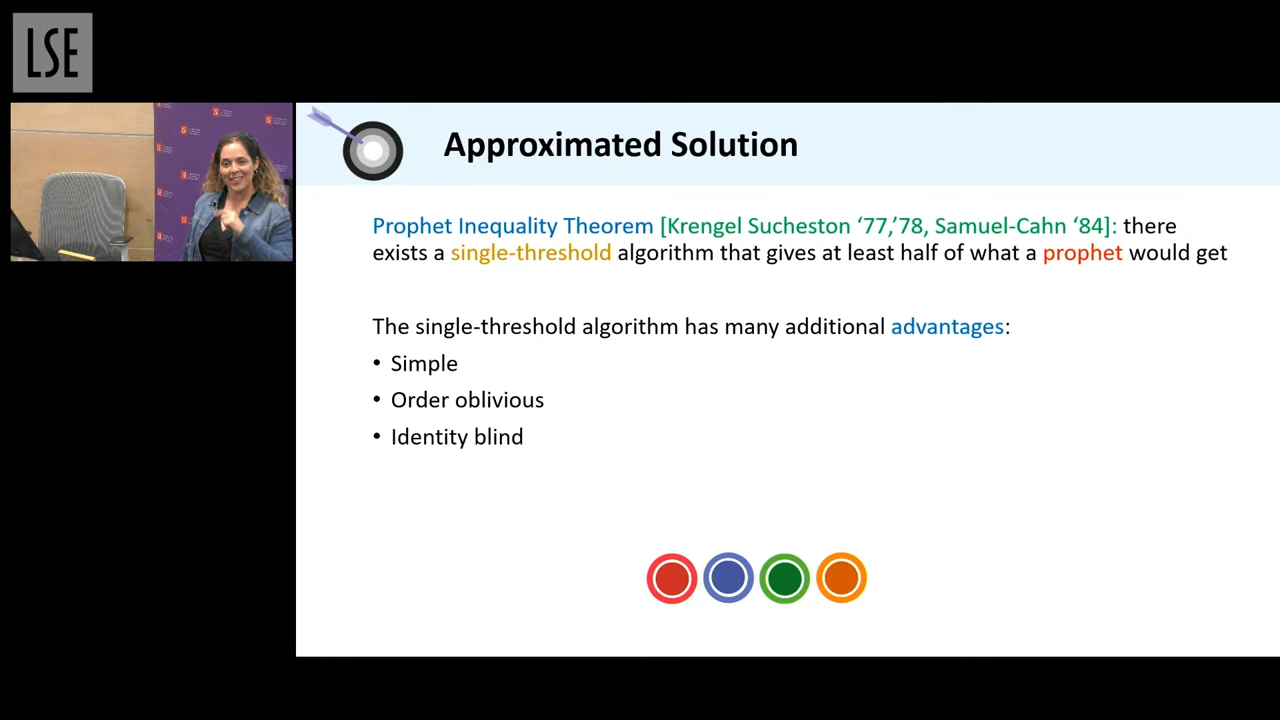 LSE
Approximated Solution
Prophet Inequality Theorem [Krengel Sucheston ‘77,’78, Samuel-Cahn ‘84]: there
exists a single-threshold algorithm that gives at least half of what a prophet would get
The single-threshold algorithm has many additional advantages:
• Simple
• Order oblivious
• Identity blind